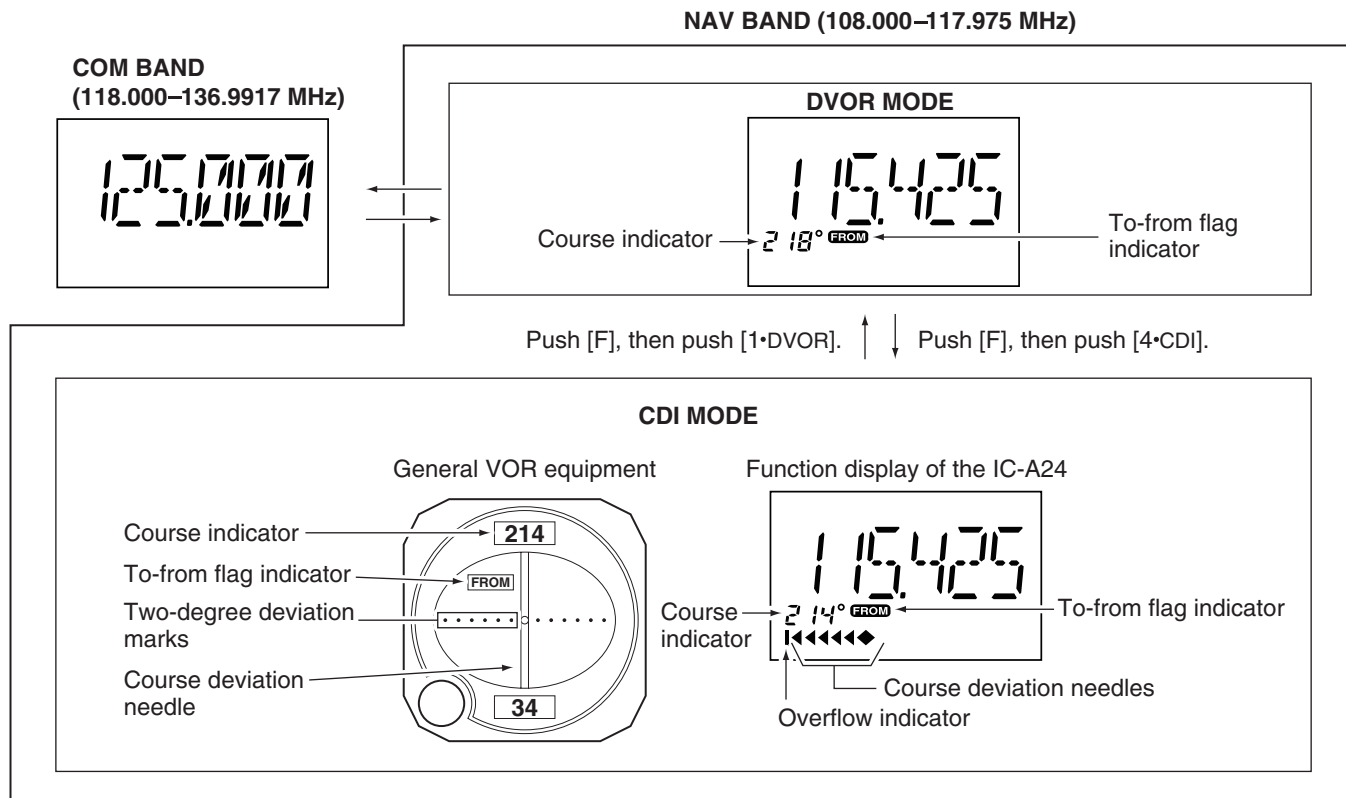 NAV BAND (108.000–117.975 MHz)
COM BAND
(118.000–136.9917 MHz)
125.000
DVOR MODE
115.425
Course indicator
218° FROM
To-from flag
indicator
Push [F], then push [1•DVOR].
Push [F], then push [4•CDI].
CDI MODE
General VOR equipment
Function display of the IC-A24
Course indicator
214
To-from flag indicator
FROM
Two-degree deviation
marks
Course deviation
needle
34
115.425
Course
indicator
214° FROM
To-from flag indicator
Course deviation needles
Overflow indicator